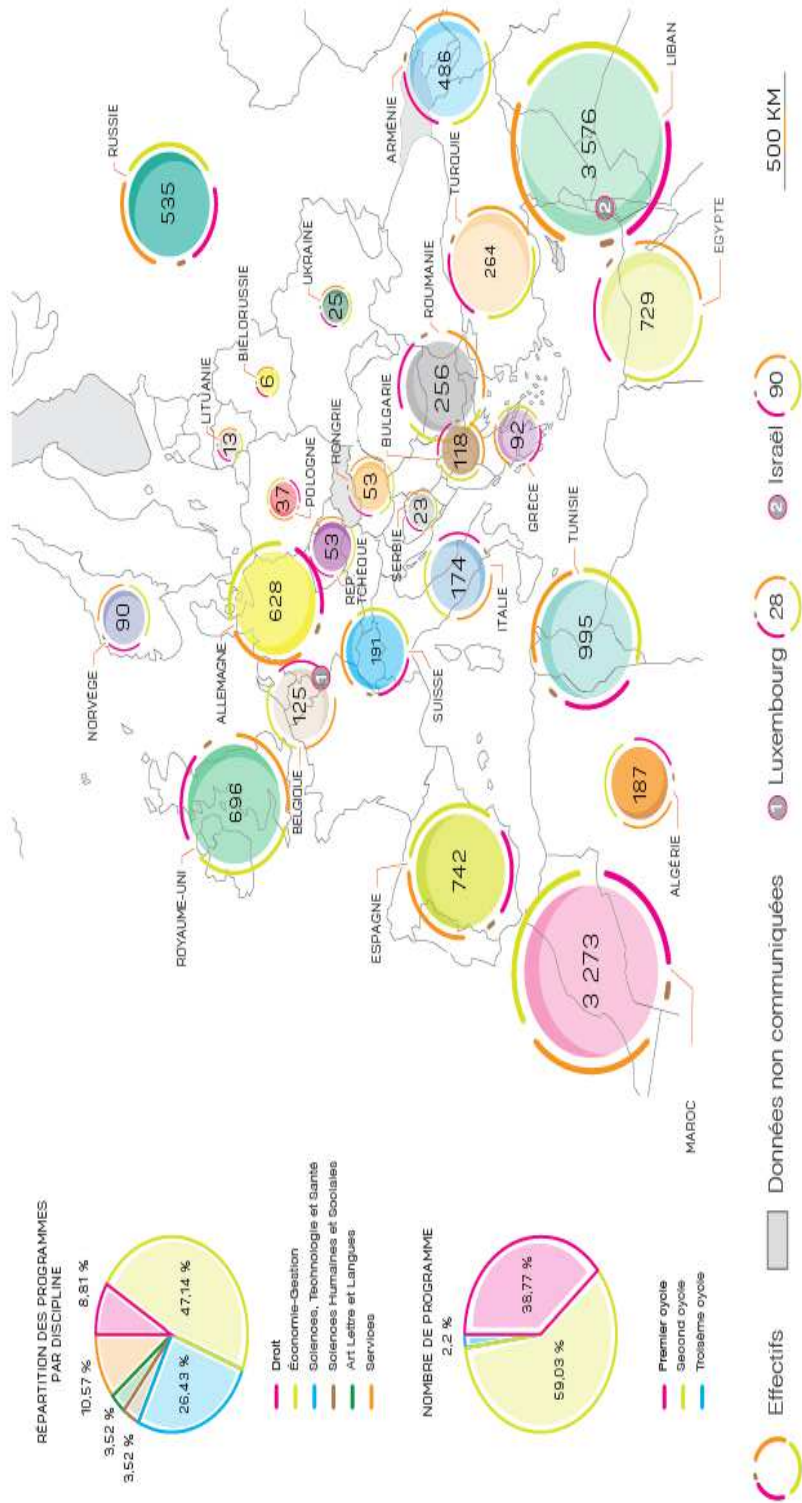 RÉPARTITION DES PROGRAMMES
PAR DISCIPLINE
8,81 %
10,57 %
3,52 %
3,52 %
26,43 %
47,14 %
Droit
Économie-Gestion
Sciences, Technologie et Santé
Sciences Humaines et Sociales
Art Lettre et Langues
Services
NOMBRE DE PROGRAMME
2,2 %
38,77 %
59,03 %
Premier cycle
Second cycle
Troisème cycle
NORVÈGE
90
ROYAUME-UNI
696
ALLEMAGNE
628
BELGIQUE
125
1
LITUANIE
13
BIÉLORUSSIE
6
RUSSIE
535
UKRAINE
25
37
POLOGNE
53
RÉP.
TCHÈQUE
HONGRIE
53
191
SUISSE
SERBIE
23
BULGARIE
118
ROUMANIE
256
TURQUIE
264
ARMÉNIE
486
ESPAGNE
742
174
ITALIE
92
GRÈCE
TUNISIE
995
187
ALGÉRIE
3 273
MAROC
729
EGYPTE
3 576
2
LIBAN
500 KM
Effectifs
Données non communiquées
1 Luxembourg 28
2 Israël 90